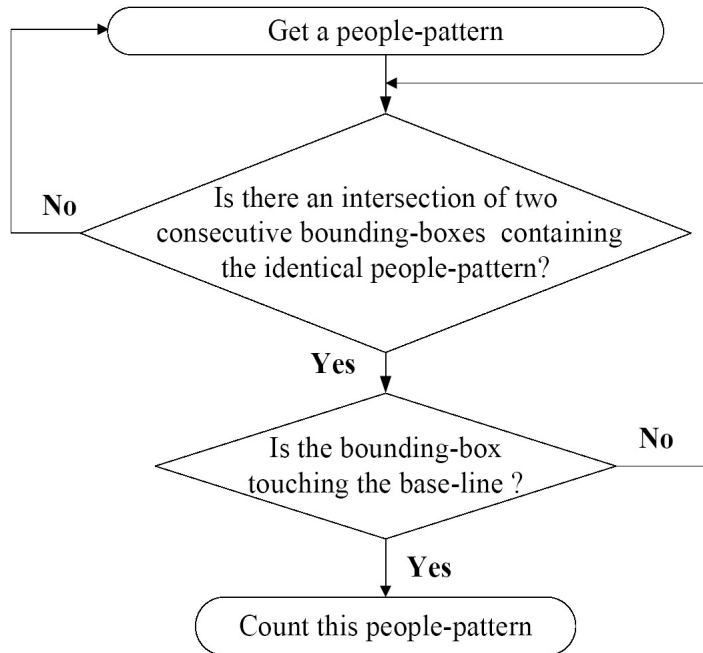 Get a people-pattern
Is there an intersection of two
No
consecutive bounding-boxes containing
the identical people-pattern?
Yes
Is the bounding-box
No
touching the base-line ?
Yes
Count this people-pattern